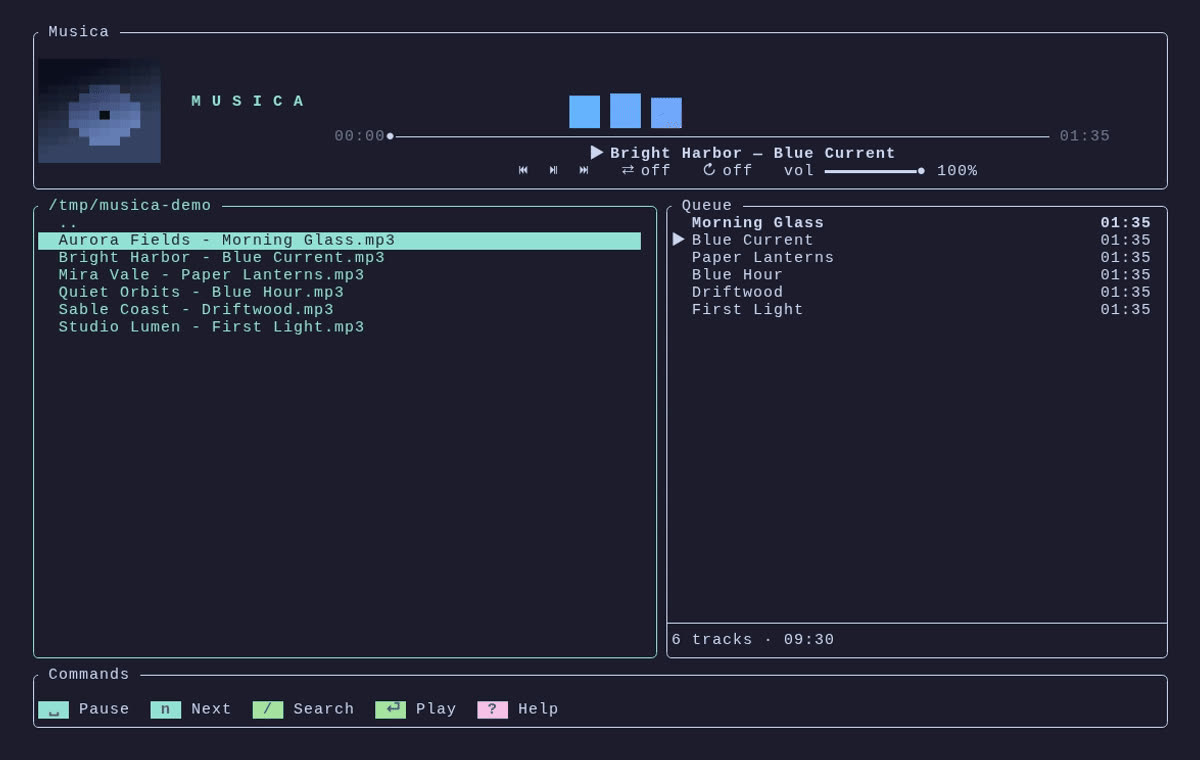 Musica
M U S I C A
00:00 01:35
▶ Bright Harbor — Blue Current
⏮ ⏯ ⏭ ⇄ off ↻ off vol 100%
/tmp/musica-demo
..
Aurora Fields - Morning Glass.mp3
Bright Harbor - Blue Current.mp3
Mira Vale - Paper Lanterns.mp3
Quiet Orbits - Blue Hour.mp3
Sable Coast - Driftwood.mp3
Studio Lumen - First Light.mp3
Queue
Morning Glass 01:35
▶ Blue Current 01:35
Paper Lanterns 01:35
Blue Hour 01:35
Driftwood 01:35
First Light 01:35
6 tracks · 09:30
Commands
␣ Pause n Next / Search ⏎ Play ? Help